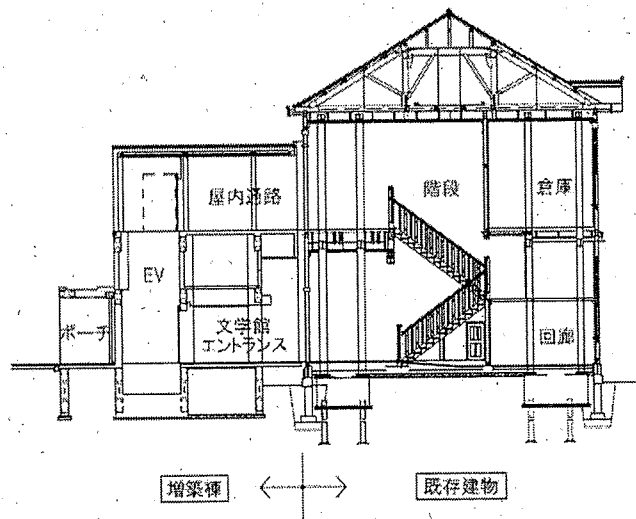 屋内通路
階段
倉庫
EV
ポーチ
文学館
エントランス
回廊
増築棟
既存建物